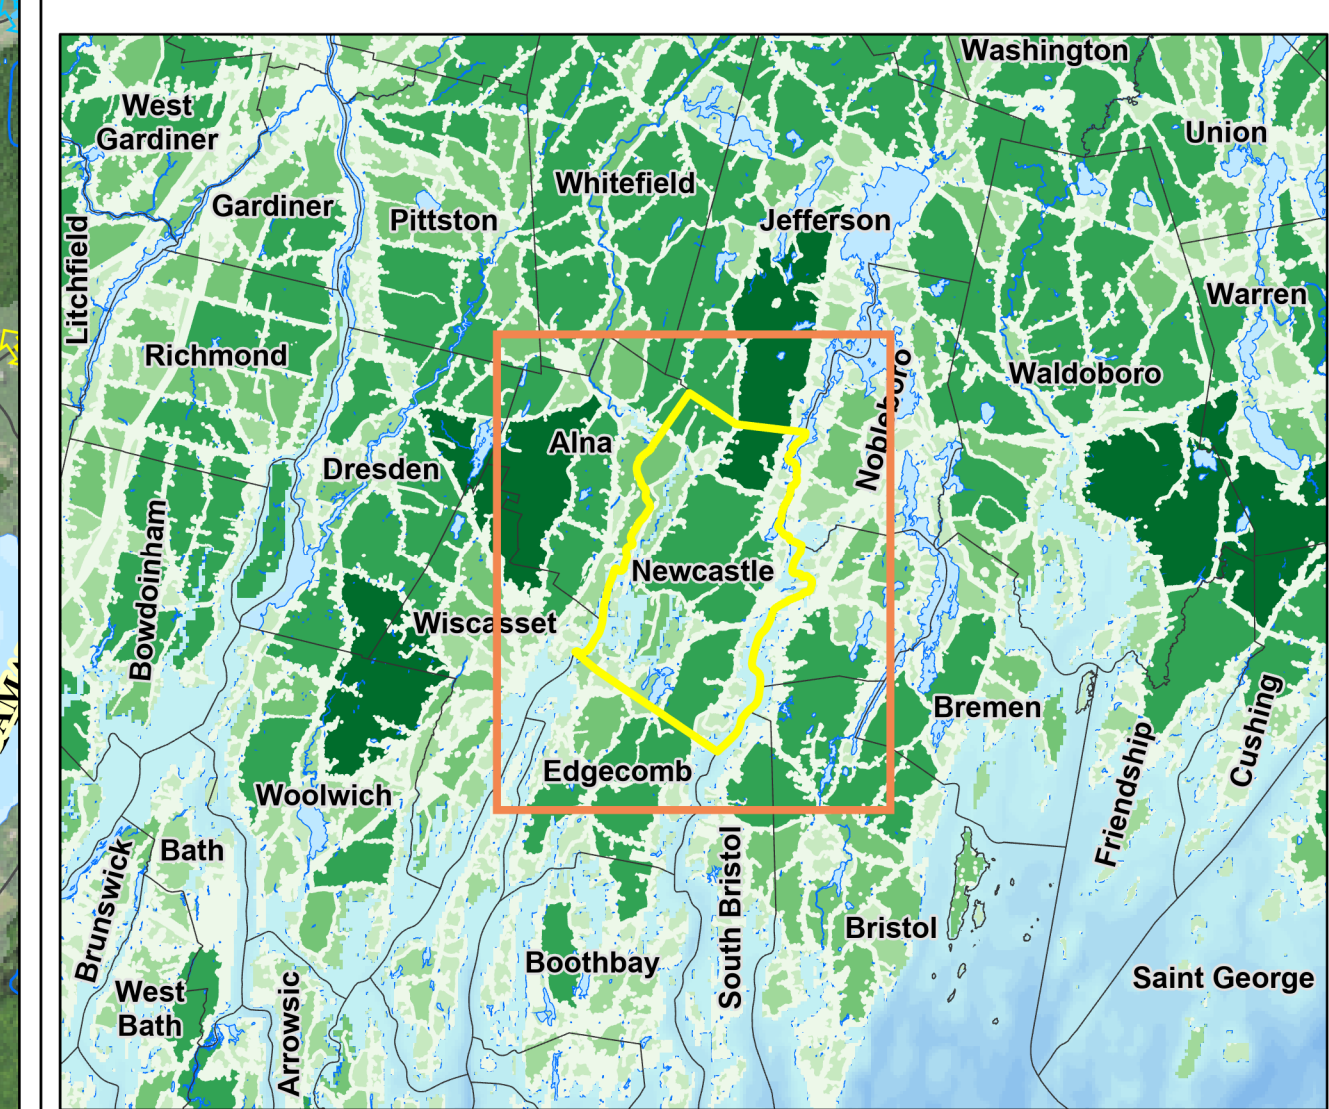 Washington
West
Gardiner
Union
Whitefield
Gardiner
Pittston
Jefferson
Litchfield
Warren
Richmond
Waldoboro
Nobleboro
Alna
Dresden
Bowdoinham
Newcastle
Wiscasset
Bremen
Friendship
Cushing
Edgecomb
Woolwich
Bath
Brunswick
South Bristol
Bristol
Boothbay
Saint George
West
Bath
Arrowsic